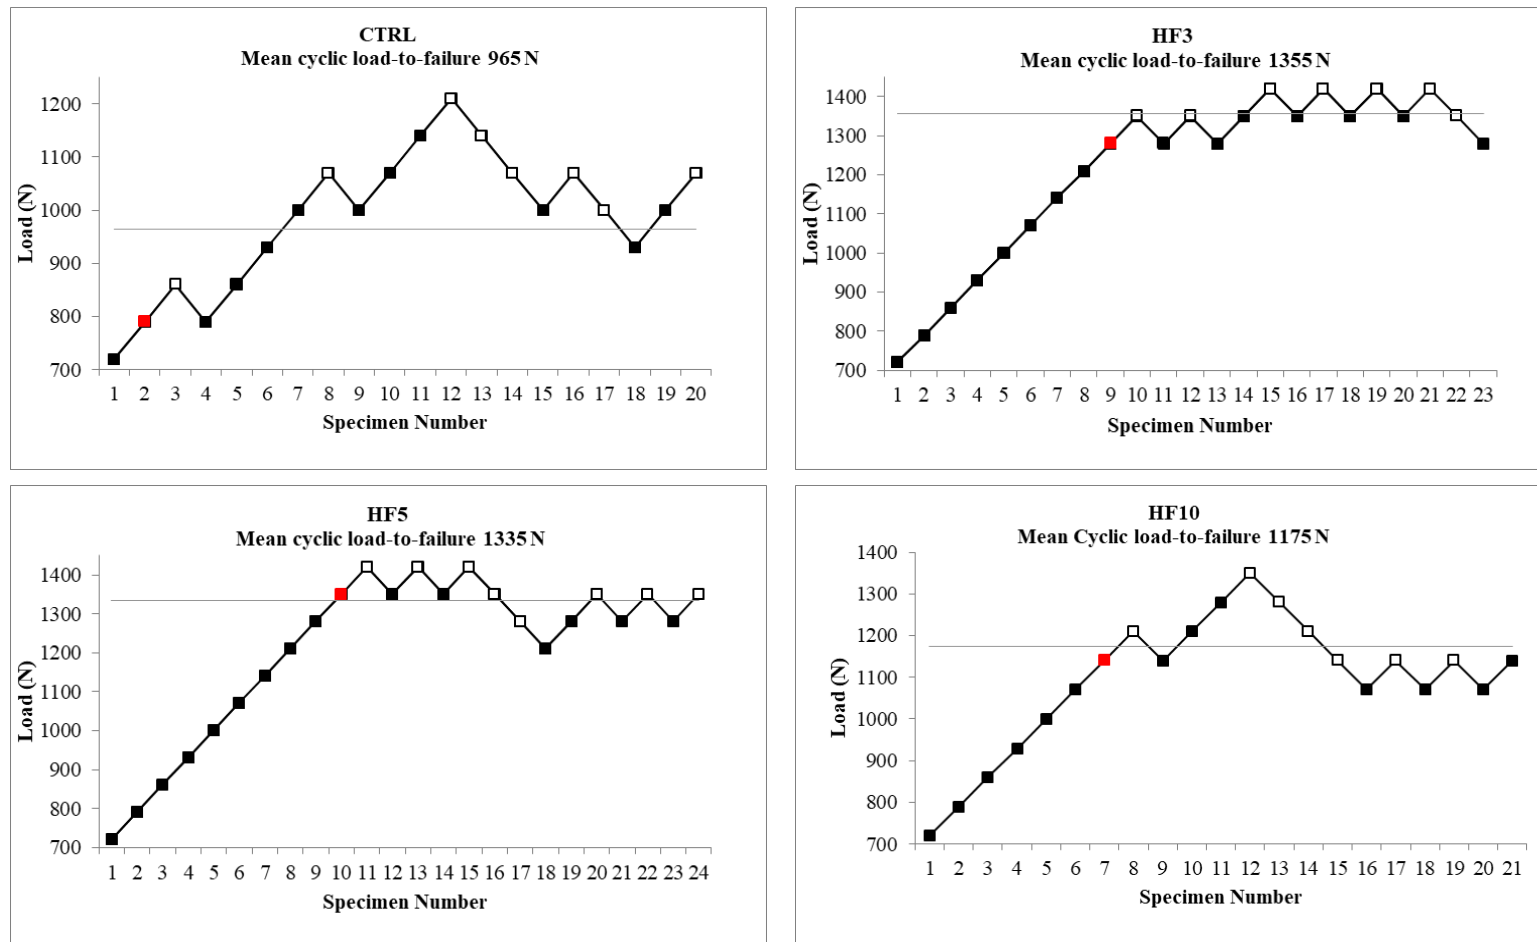 CTRL
Mean cyclic load-to-failure 965 N
1200
1100
1000
900
800
700
Load (N)
1 2 3 4 5 6 7 8 9 10 11 12 13 14 15 16 17 18 19 20
Specimen Number
HF3
Mean cyclic load-to-failure 1355 N
1400
1300
1200
1100
1000
900
800
700
Load (N)
1 2 3 4 5 6 7 8 9 10 11 12 13 14 15 16 17 18 19 20 21 22 23
Specimen Number
HF5
Mean cyclic load-to-failure 1335 N
1400
1300
1200
1100
1000
900
800
700
Load (N)
1 2 3 4 5 6 7 8 9 10 11 12 13 14 15 16 17 18 19 20 21 22 23 24
Specimen Number
HF10
Mean Cyclic load-to-failure 1175 N
1400
1300
1200
1100
1000
900
800
700
Load (N)
1 2 3 4 5 6 7 8 9 10 11 12 13 14 15 16 17 18 19 20 21
Specimen Number